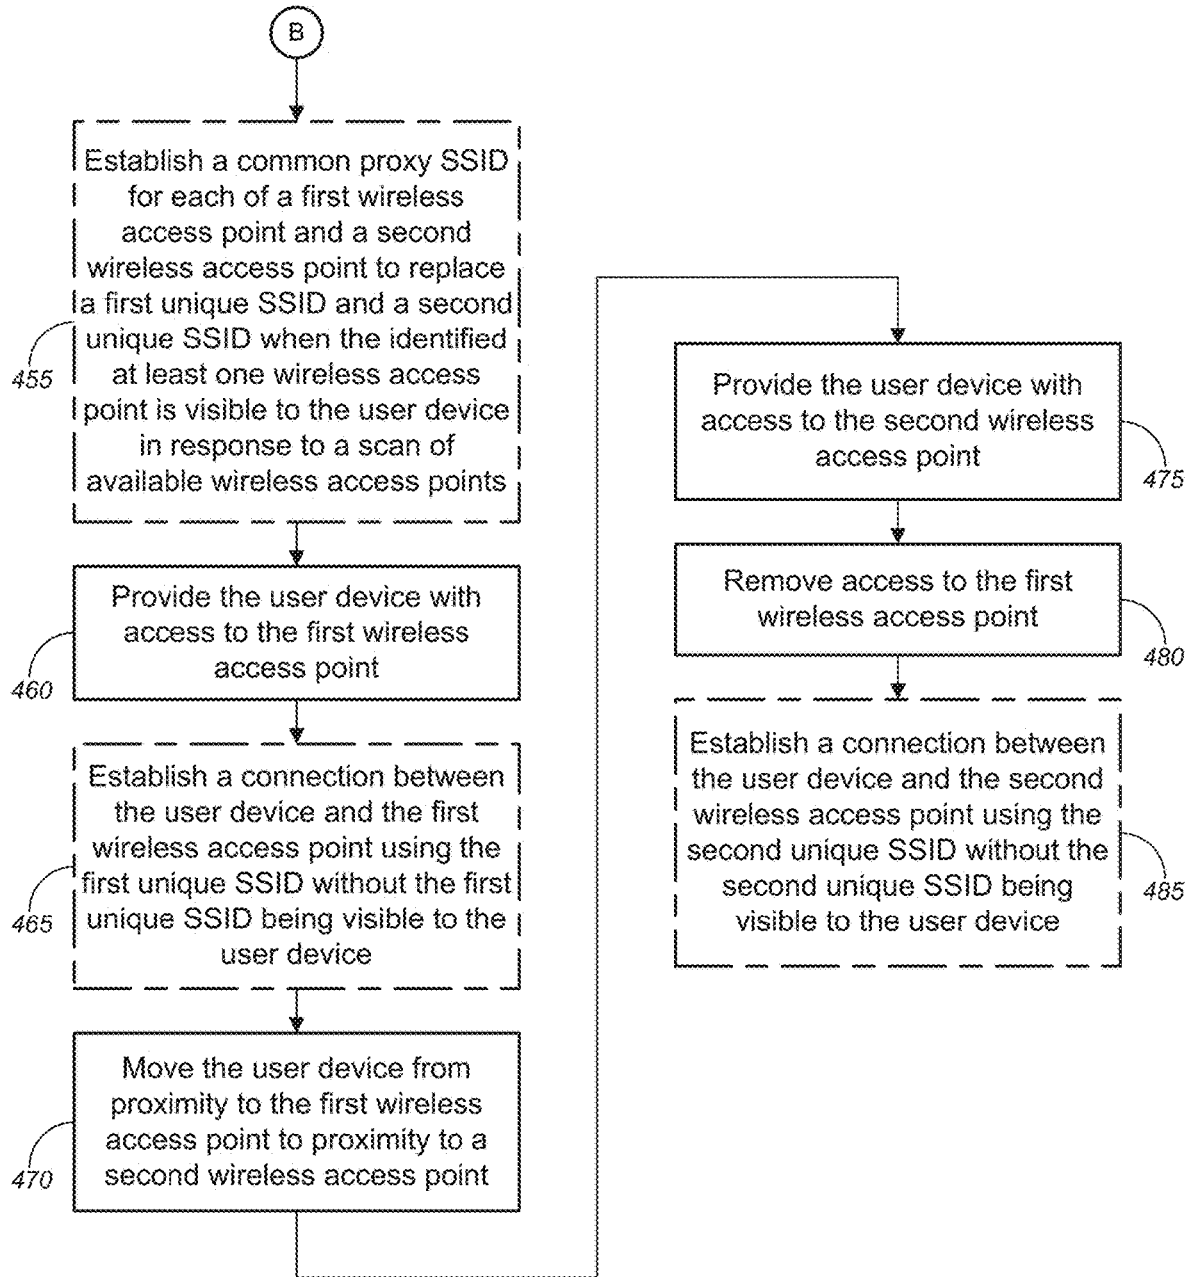 B
Establish a common proxy SSID
for each of a first wireless
access point and a second
wireless access point to replace
a first unique SSID and a second
unique SSID when the identified
at least one wireless access
point is visible to the user device
in response to a scan of
available wireless access points
455
Provide the user device with
access to the first wireless
access point
460
Establish a connection between
the user device and the first
wireless access point using the
first unique SSID without the first
unique SSID being visible to the
user device
465
Move the user device from
proximity to the first wireless
access point to proximity to a
second wireless access point
470
Provide the user device with
access to the second wireless
access point
475
Remove access to the first
wireless access point
480
Establish a connection between
the user device and the second
wireless access point using the
second unique SSID without the
second unique SSID being
visible to the user device
485